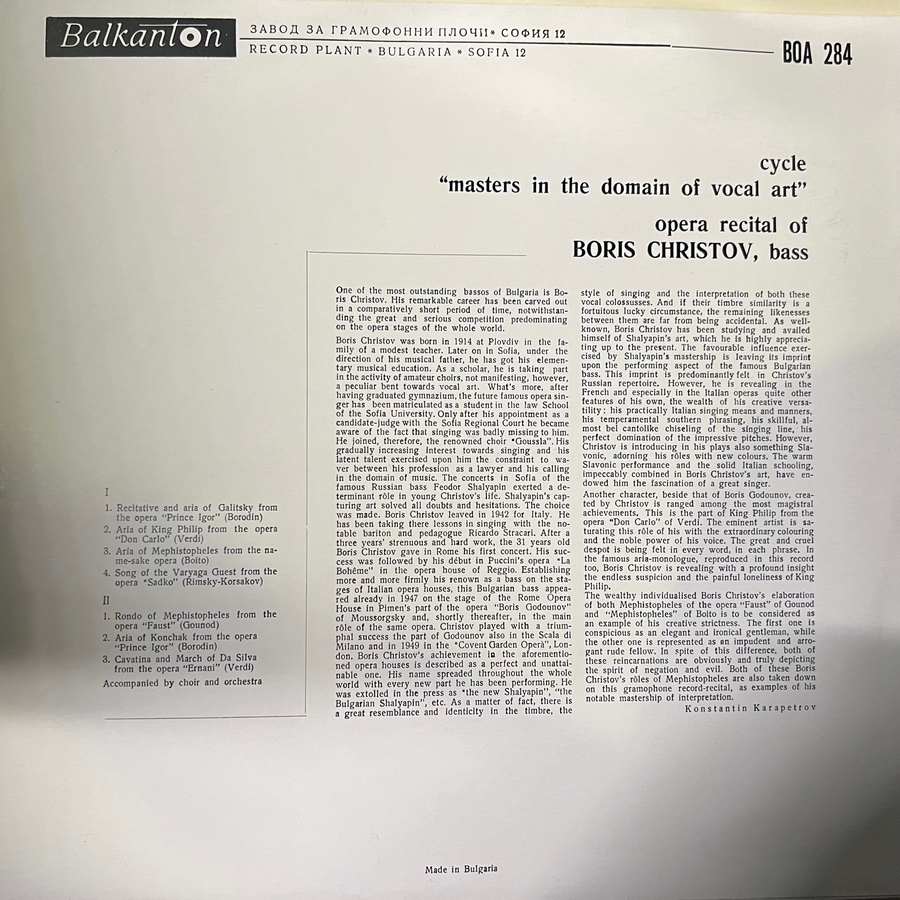 Balkanton
ЗАВОД ЗА ГРАМОФОННИ ПЛОЧИ * СОФИЯ 12
RECORD PLANT * BULGARIA * SOFIA 12
BOA 284
cycle
“masters in the domain of vocal art”
opera recital of
BORIS CHRISTOV, bass
I
1. Recitative and aria of Galitsky from
the opera “Prince Igor” (Borodin)
2. Aria of King Philip from the opera
“Don Carlo” (Verdi)
3. Aria of Mephistopheles from the na-
me-sake opera (Boito)
4. Song of the Varyaga Guest from the
opera “Sadko” (Rimsky-Korsakov)
II
1. Rondo of Mephistopheles from the
opera “Faust” (Gounod)
2. Aria of Konchak from the opera
“Prince Igor” (Borodin)
3. Cavatina and March of Da Silva
from the opera “Ernani” (Verdi)
Accompanied by choir and orchestra
One of the most outstanding bassos of Bulgaria is Bo-
ris Christov. His remarkable career has been carved out
in a comparatively short period of time, notwithstan-
ding the great and serious competition predominating
on the opera stages of the whole world.
Boris Christov was born in 1914 at Plovdiv in the fa-
mily of a modest teacher. Later on in Sofia, under the
direction of his musical father, he has got his elemen-
tary musical education. As a scholar, he is taking part
in the activity of amateur choirs, not manifesting, however,
a peculiar bent towards vocal art. What’s more, after
having graduated gymnazium, the future famous opera sin-
ger has been matriculated as a student in the law School
of the Sofia University. Only after his appointment as a
candidate-judge with the Sofia Regional Court he became
aware of the fact that singing was badly missing to him.
He joined, therefore, the renowned choir “Goussla”. His
gradually increasing interest towards singing and his
latent talent exercised upon him the constraint to wa-
ver between his profession as a lawyer and his calling
in the domain of music. The concerts in Sofia of the
famous Russian bass Feodor Shalyapin exerted a de-
terminant rôle in young Christov’s life. Shalyapin’s cap-
turing art solved all doubts and hesitations. The choice
was made. Boris Christov leaved in 1942 for Italy. He
has been taking there lessons in singing with the no-
table bariton and pedagogue Ricardo Stracari. After a
three years’ strenuous and hard work, the 31 years old
Boris Christov gave in Rome his first concert. His suc-
cess was followed by his début in Puccini’s opera “La
Bohême” in the opera house of Reggio. Establishing
more and more firmly his renown as a bass on the sta-
ges of Italian opera houses, this Bulgarian bass appea-
red already in 1947 on the stage of the Rome Opera
House in Pimen’s part of the opera “Boris Godounov”
of Moussorgsky and, shortly thereafter, in the main
rôle of the same opera. Christov played with a trium-
phal success the part of Godounov also in the Scala di
Milano and in 1949 in the “Covent Garden Opera”, Lon-
don. Boris Christov’s achievement in the aforementio-
ned opera houses is described as a perfect and unattai-
nable one. His name spreaded throughout the whole
world with every new part he has been performing. He
was extolled in the press as “the new Shalyapin”, “the
Bulgarian Shalyapin”, etc. As a matter of fact, there is
a great resemblance and identicity in the timbre, the
style of singing and the interpretation of both these
vocal colossusses. And if their timbre similarity is a
fortuitous lucky circumstance, the remaining likenesses
between them are far from being accidental. As well-
known, Boris Christov has been studying and availed
himself of Shalyapin’s art, which he is highly apprecia-
ting up to the present. The favourable influence exer-
cised by Shalyapin’s mastership is leaving its imprint
upon the performing aspect of the famous Bulgarian
bass. This imprint is predominantly felt in Christov’s
Russian repertoire. However, he is revealing in the
French and especially in the Italian operas quite other
features of his own, the wealth of his creative versa-
tility; his practically Italian singing means and manners,
his temperamental southern phrasing, his skillful, al-
most bel cantolike chiseling of the singing line, his
perfect domination of the impressive pitches. However,
Christov is introducing in his plays also something Sla-
vonic, adorning his rôles with new colours. The warm
Slavonic performance and the solid Italian schooling,
impeccably combined in Boris Christov’s art, have en-
dowed him the fascination of a great singer.
Another character, beside that of Boris Godounov, crea-
ted by Christov is ranged among the most magistral
achievements. This is the part of King Philip from the
opera “Don Carlo” of Verdi. The eminent artist is sa-
turating this rôle of his with the extraordinary colouring
and the noble power of his voice. The great and cruel
despot is being felt in every word, in each phrase. In
the famous aria-monologue, reproduced in this record
too, Boris Christov is revealing with a profound insight
the endless suspicion and the painful loneliness of King
Philip.
The wealthy individualised Boris Christov’s elaboration
of both Mephistopheles of the opera “Faust” of Gounod
and “Mephistopheles” of Boito is to be considered as
an example of his creative strictness. The first one is
conspicious as an elegant and ironical gentleman, while
the other one is represented as an impudent and arro-
gant rude fellow. In spite of this difference, both of
these reincarnations are obviously and truly depicting
the spirit of negation and evil. Both of these Boris
Christov’s rôles of Mephistopheles are also taken down
on this gramophone record-recital, as examples of his
notable mastership of interpretation.
Konstantin Karapetrov
Made in Bulgaria